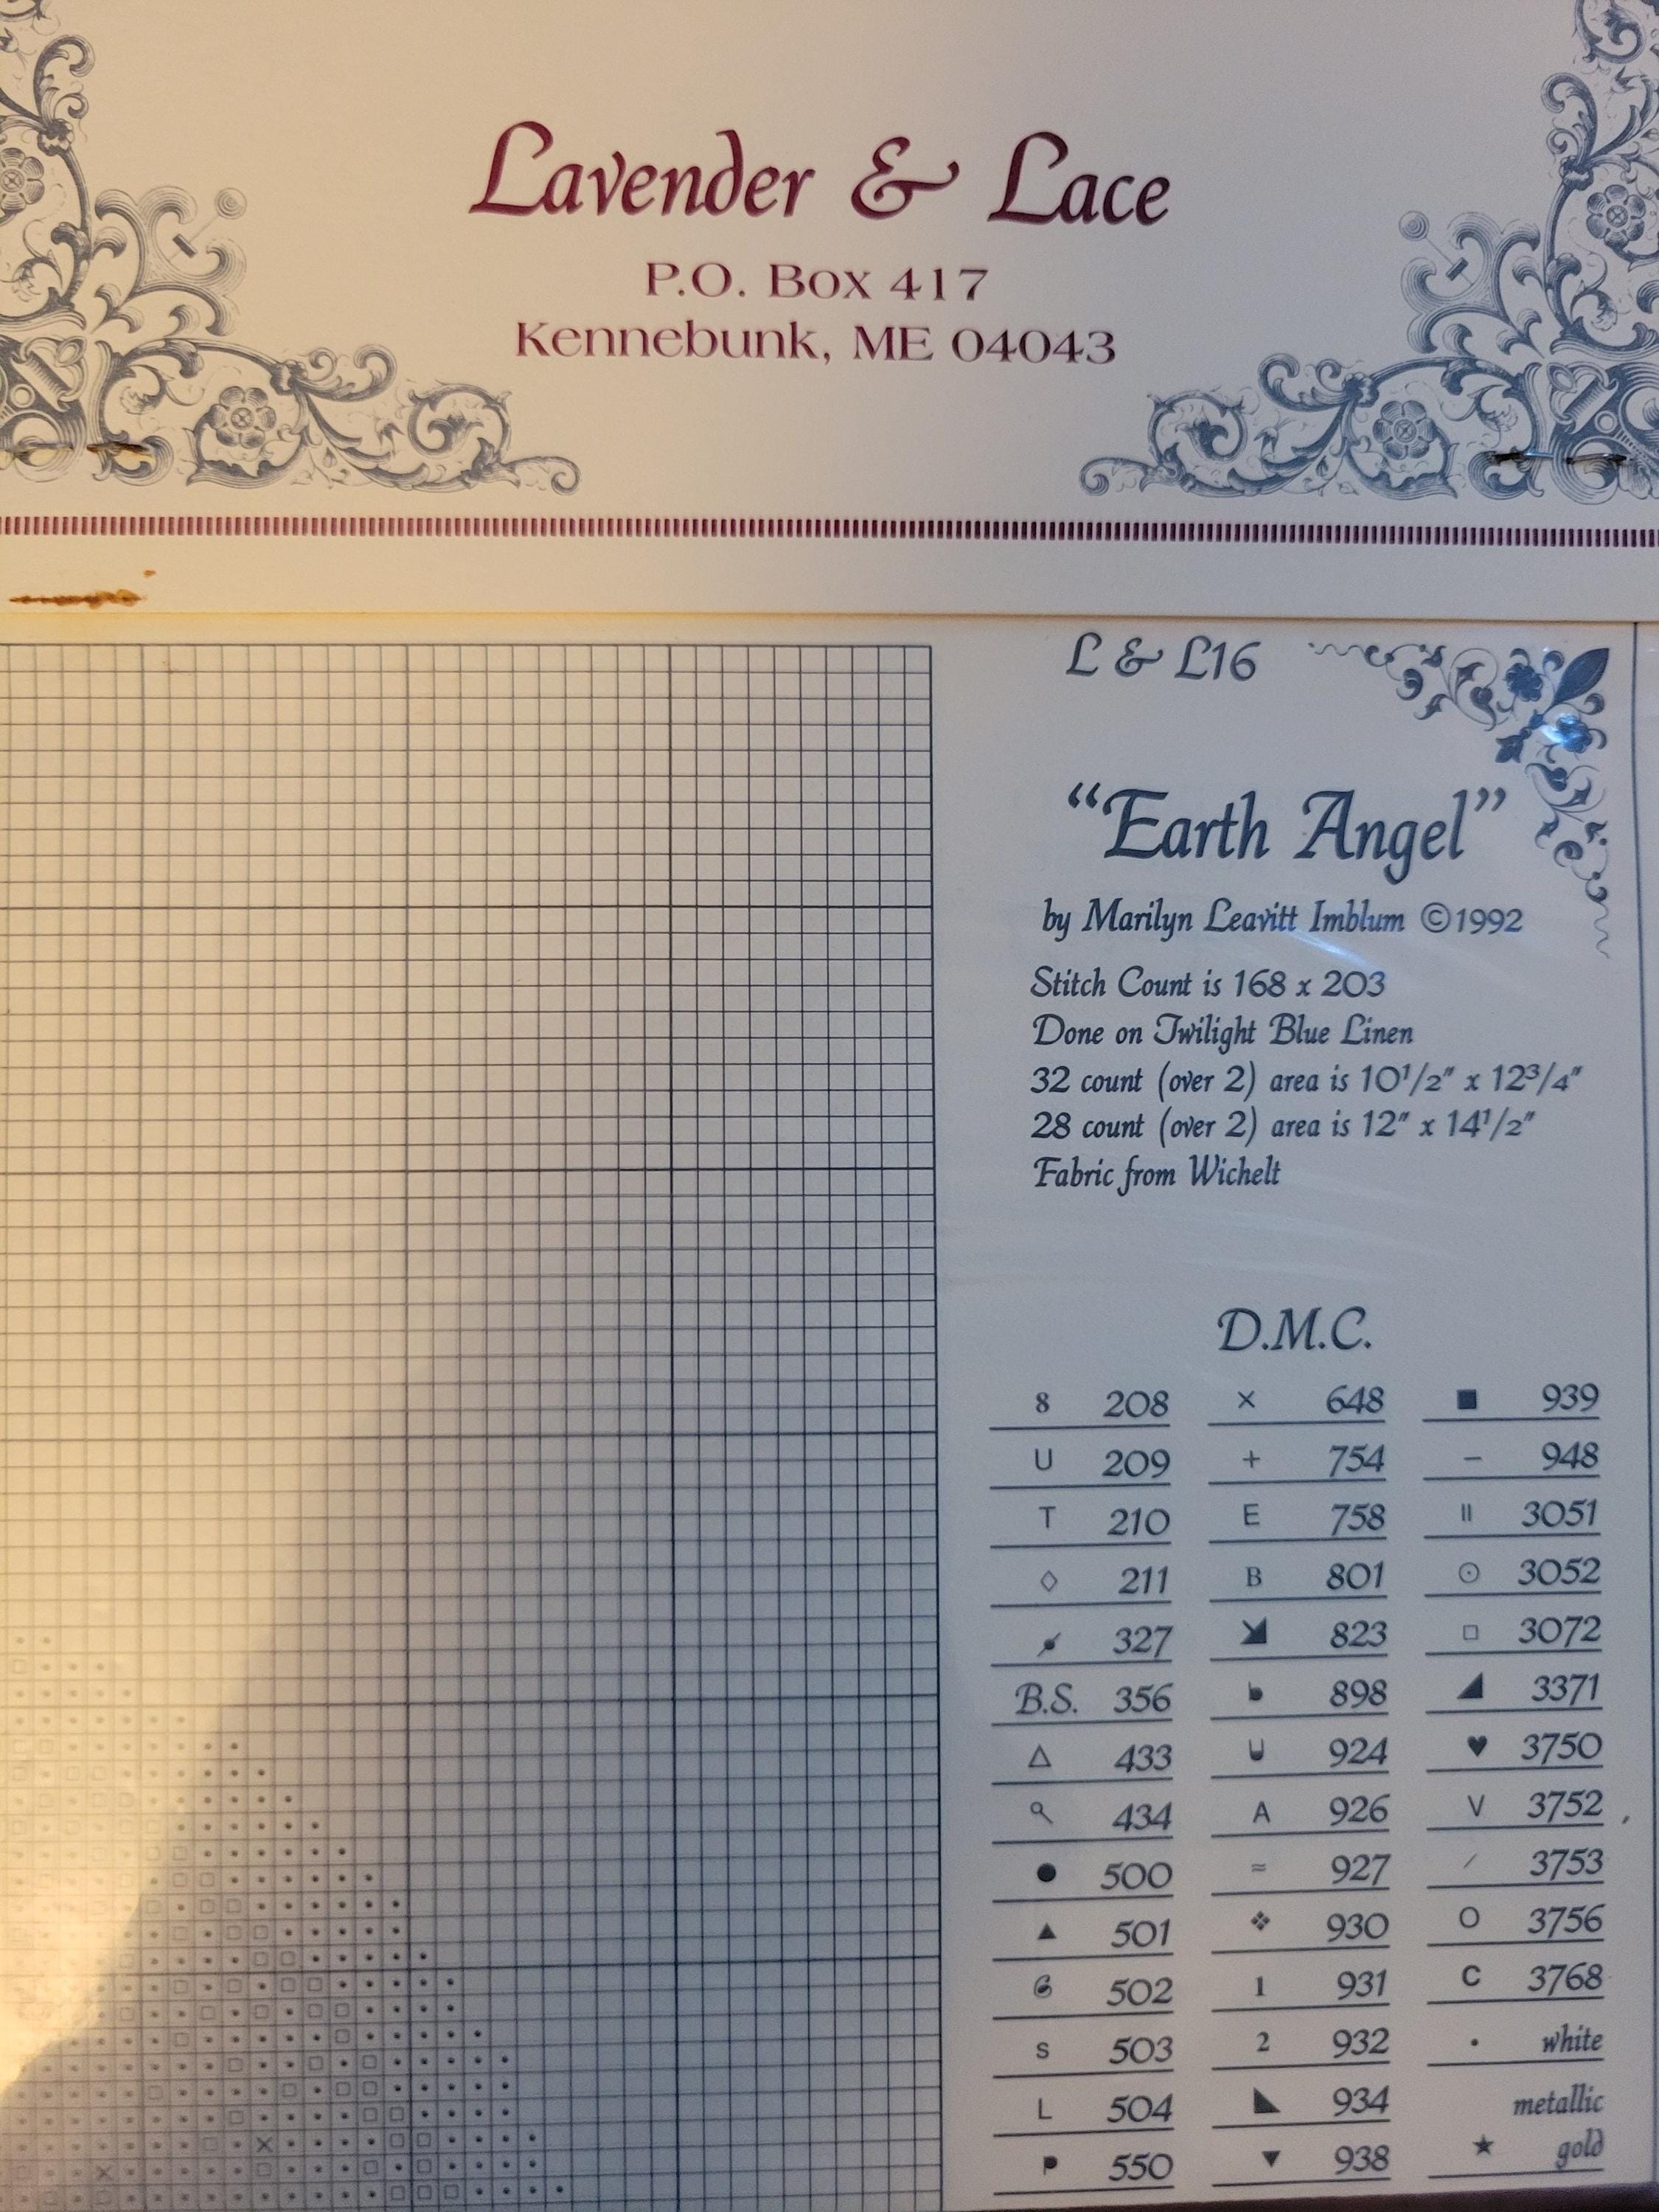 Lavender & Lace
P.O. Box 417
Kennebunk, ME 04043
L & L16
“Earth Angel”
by Marilyn Leavitt Imblum ©1992
Stitch Count is 168 x 203
Done on Twilight Blue Linen
32 count (over 2) area is 10¹/2" x 12³/4"
28 count (over 2) area is 12" x 14¹/2"
Fabric from Wichelt
D.M.C.
8 208 × 648 ■ 939
U 209 + 754 – 948
T 210 E 758 || 3051
◇ 211 B 801 ⊙ 3052
327 823 □ 3072
B.S. 356 898 ◢ 3371
△ 433 924 ♥ 3750
434 A 926 V 3752
● 500 ≈ 927 / 3753
▲ 501 ❖ 930 O 3756
6 502 1 931 C 3768
S 503 2 932 • white
L 504 ◣ 934 metallic
P 550 ▼ 938 ★ gold